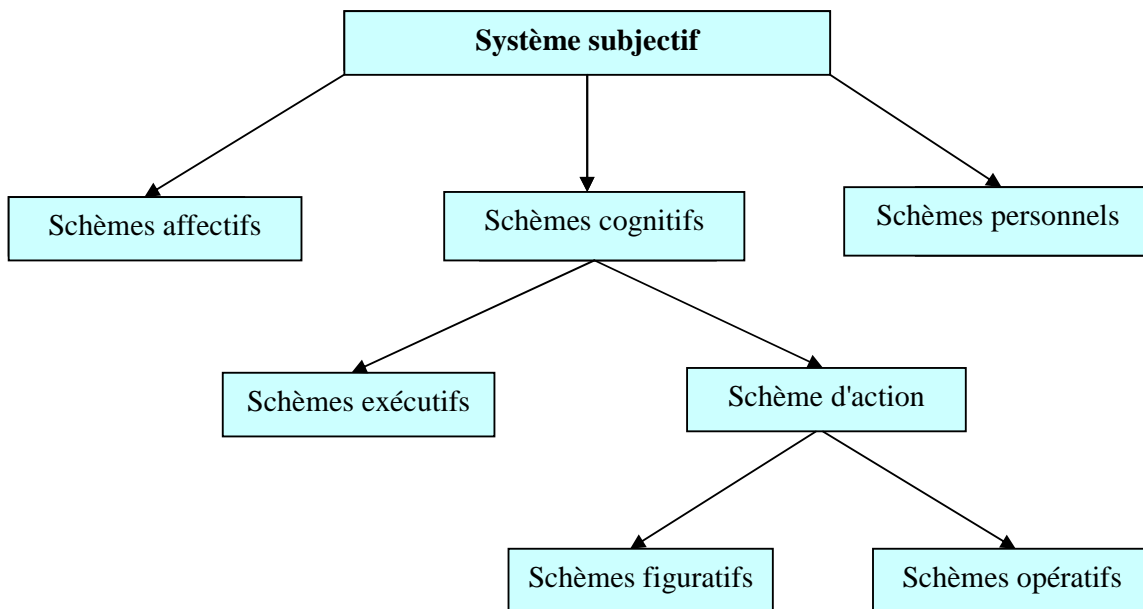 Système subjectif
Schèmes affectifs
Schèmes cognitifs
Schèmes personnels
Schèmes exécutifs
Schème d'action
Schèmes figuratifs
Schèmes opératifs